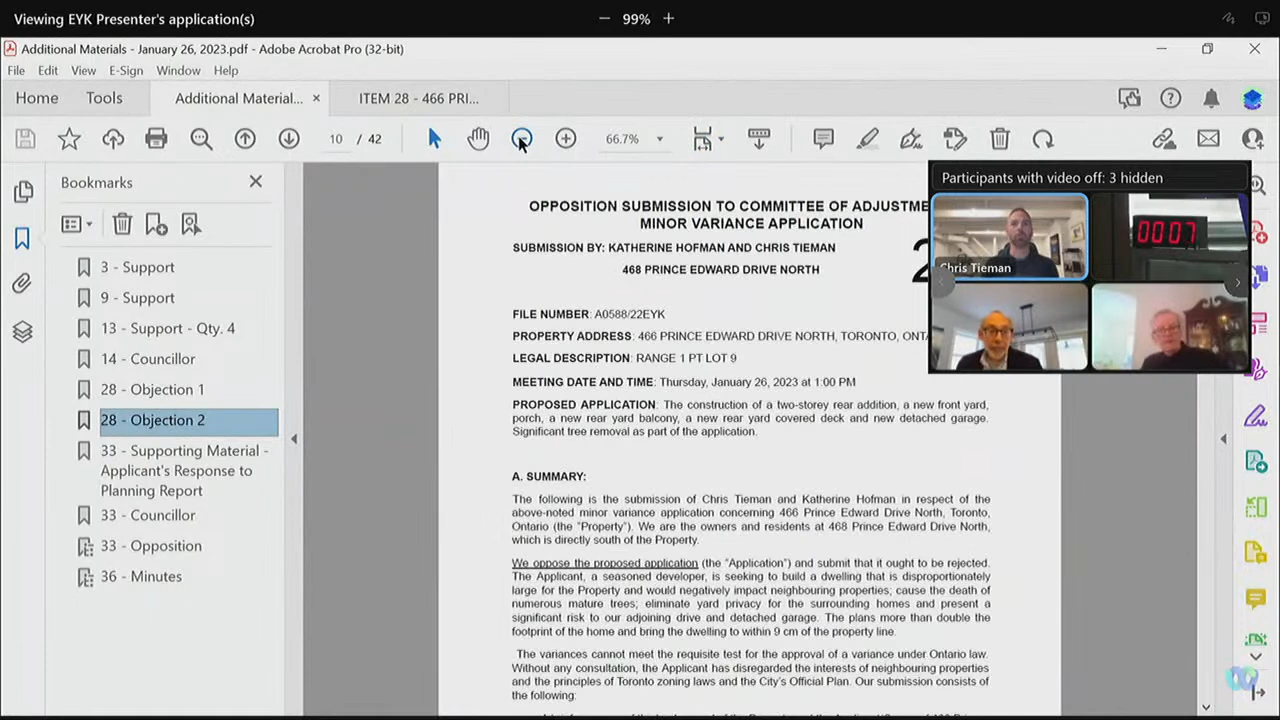 Viewing EYK Presenter's application(s)
99%
Additional Materials - January 26, 2023.pdf - Adobe Acrobat Pro (32-bit)
File Edit View E-Sign Window Help
Home Tools Additional Material... × ITEM 28 - 466 PRI...
10 / 42 66.7%
Participants with video off: 3 hidden
Chris Tieman
0007
Bookmarks
3 - Support
9 - Support
13 - Support - Qty. 4
14 - Councillor
28 - Objection 1
28 - Objection 2
33 - Supporting Material -
Applicant's Response to
Planning Report
33 - Councillor
33 - Opposition
36 - Minutes
OPPOSITION SUBMISSION TO COMMITTEE OF ADJUSTME
MINOR VARIANCE APPLICATION
SUBMISSION BY: KATHERINE HOFMAN AND CHRIS TIEMAN
468 PRINCE EDWARD DRIVE NORTH
FILE NUMBER: A0588/22EYK
PROPERTY ADDRESS: 466 PRINCE EDWARD DRIVE NORTH, TORONTO, ONTA
LEGAL DESCRIPTION: RANGE 1 PT LOT 9
MEETING DATE AND TIME: Thursday, January 26, 2023 at 1:00 PM
PROPOSED APPLICATION: The construction of a two-storey rear addition, a new front yard,
porch, a new rear yard balcony, a new rear yard covered deck and new detached garage.
Significant tree removal as part of the application.
A. SUMMARY:
The following is the submission of Chris Tieman and Katherine Hofman in respect of the
above-noted minor variance application concerning 466 Prince Edward Drive North, Toronto,
Ontario (the "Property"). We are the owners and residents at 468 Prince Edward Drive North,
which is directly south of the Property.
We oppose the proposed application (the "Application") and submit that it ought to be rejected.
The Applicant, a seasoned developer, is seeking to build a dwelling that is disproportionately
large for the Property and would negatively impact neighbouring properties; cause the death of
numerous mature trees; eliminate yard privacy for the surrounding homes and present a
significant risk to our adjoining drive and detached garage. The plans more than double the
footprint of the home and bring the dwelling to within 9 cm of the property line.
The variances cannot meet the requisite test for the approval of a variance under Ontario law.
Without any consultation, the Applicant has disregarded the interests of neighbouring properties
and the principles of Toronto zoning laws and the City's Official Plan. Our submission consists of
the following: